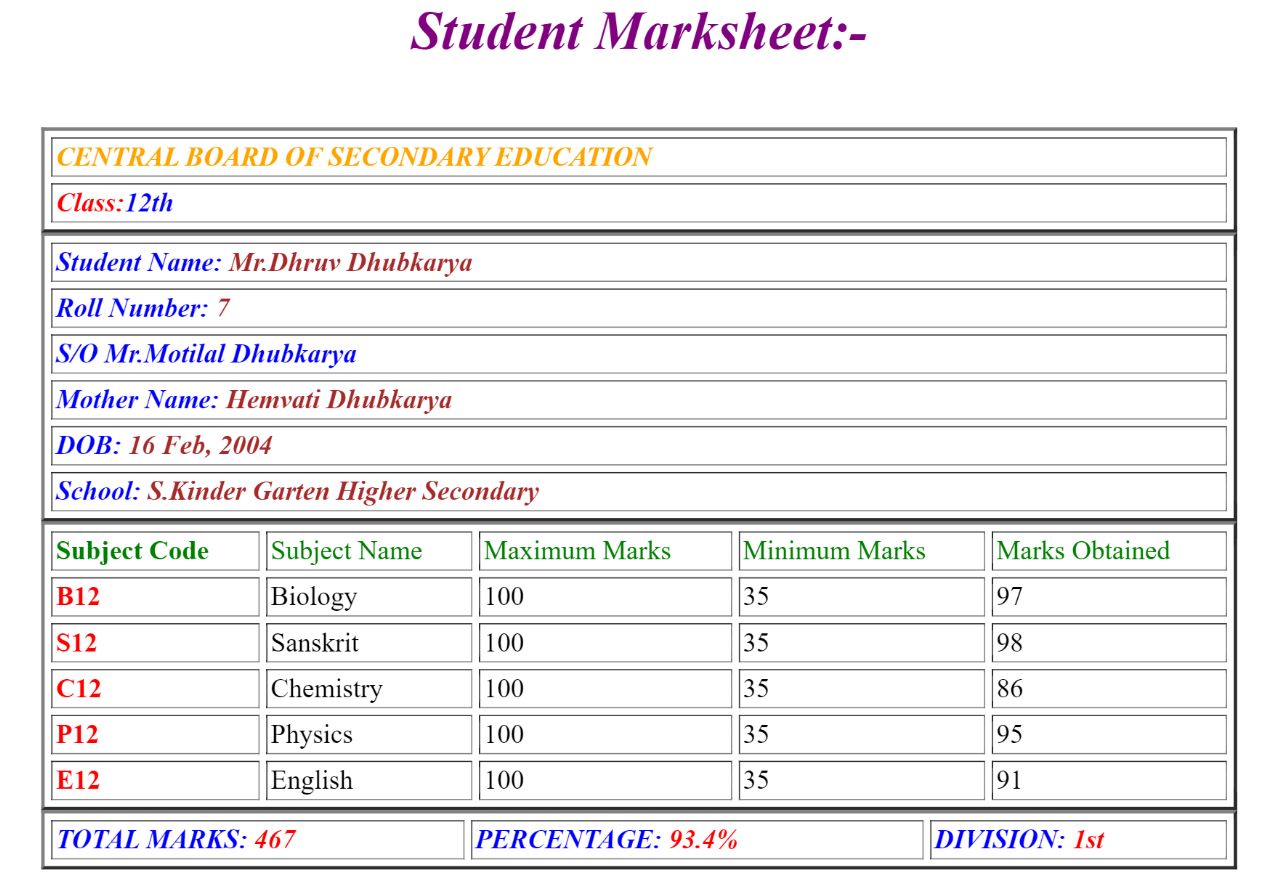 Student Marksheet:-
CENTRAL BOARD OF SECONDARY EDUCATION
Class:12th
Student Name: Mr.Dhruv Dhubkarya
Roll Number: 7
S/O Mr.Motilal Dhubkarya
Mother Name: Hemvati Dhubkarya
DOB: 16 Feb, 2004
School: S.Kinder Garten Higher Secondary
Subject Code Subject Name Maximum Marks Minimum Marks Marks Obtained
B12 Biology 100 35 97
S12 Sanskrit 100 35 98
C12 Chemistry 100 35 86
P12 Physics 100 35 95
E12 English 100 35 91
TOTAL MARKS: 467 PERCENTAGE: 93.4% DIVISION: 1st